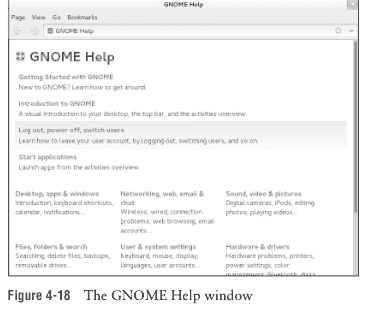 GNOME Help
Page View Go Bookmarks
GNOME Help
GNOME Help
Getting Started with GNOME
New to GNOME? Learn how to get around.
Introduction to GNOME
A visual introduction to your desktop, the top bar, and the activities overview.
Log out, power off, switch users
Learn how to leave your user account, by logging out, switching users, and so on.
Start applications
Launch apps from the activities overview.
Desktop, apps & windows
Introduction, keyboard shortcuts,
calendar, notifications...
Networking, web, email &
chat
Wireless, wired, connection
problems, web browsing, email
accounts...
Sound, video & pictures
Digital cameras, iPods, editing
photos, playing videos...
Files, folders & search
Searching, delete files, backups,
removable drives...
User & system settings
Keyboard, mouse, display,
languages, user accounts...
Hardware & drivers
Hardware problems, printers,
power settings, color
management, Bluetooth, disks
Figure 4-18 The GNOME Help window